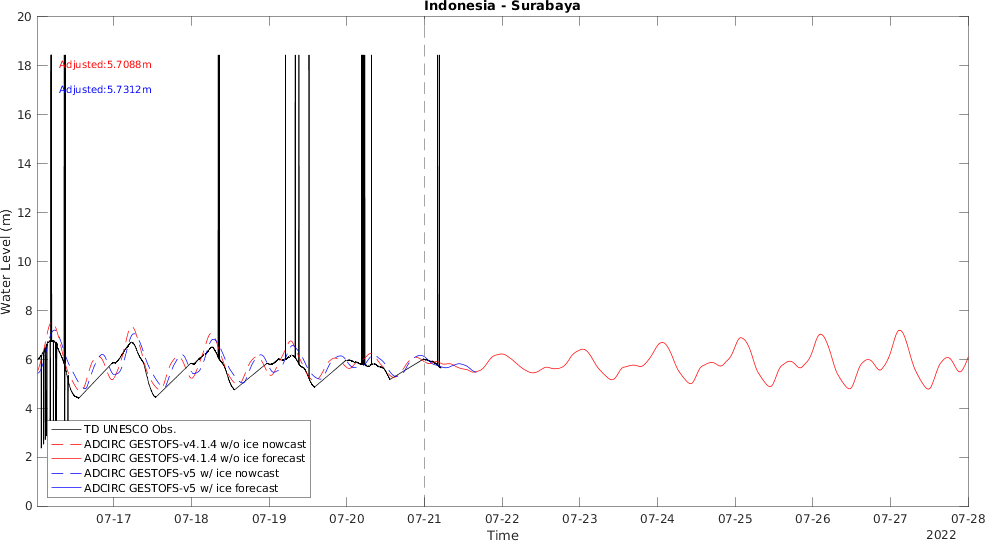 Indonesia - Surabaya
20
18
16
14
12
10
8
6
4
2
0
Water Level (m)
Adjusted:5.7088m
Adjusted:5.7312m
TD UNESCO Obs.
ADCIRC GESTOFS-v4.1.4 w/o ice nowcast
ADCIRC GESTOFS-v4.1.4 w/o ice forecast
ADCIRC GESTOFS-v5 w/ ice nowcast
ADCIRC GESTOFS-v5 w/ ice forecast
07-17 07-18 07-19 07-20 07-21 07-22 07-23 07-24 07-25 07-26 07-27 07-28
Time
2022